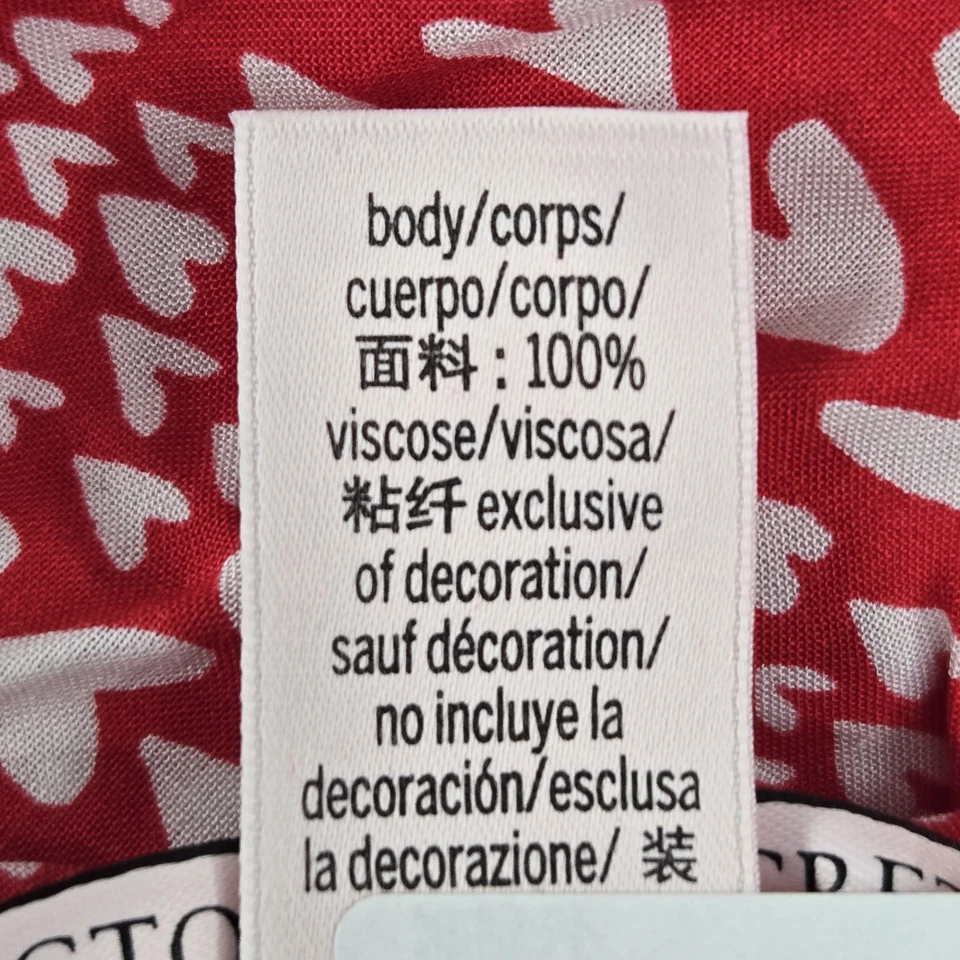 body/corps/
cuerpo/corpo/
面料：100%
viscose/viscosa/
粘纤 exclusive
of decoration/
sauf décoration/
no incluye la
decoración/esclusa
la decorazione/ 装